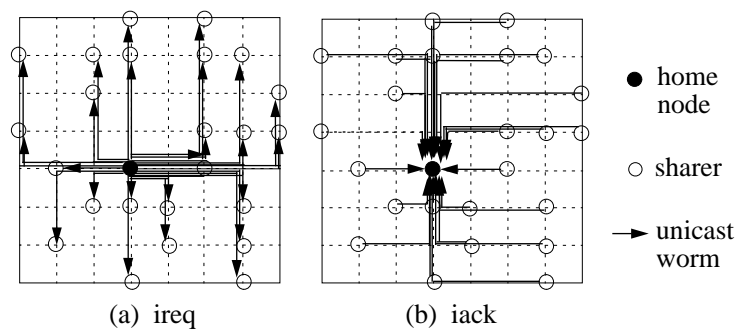 home
node
sharer
unicast
worm
(a) ireq
(b) iack